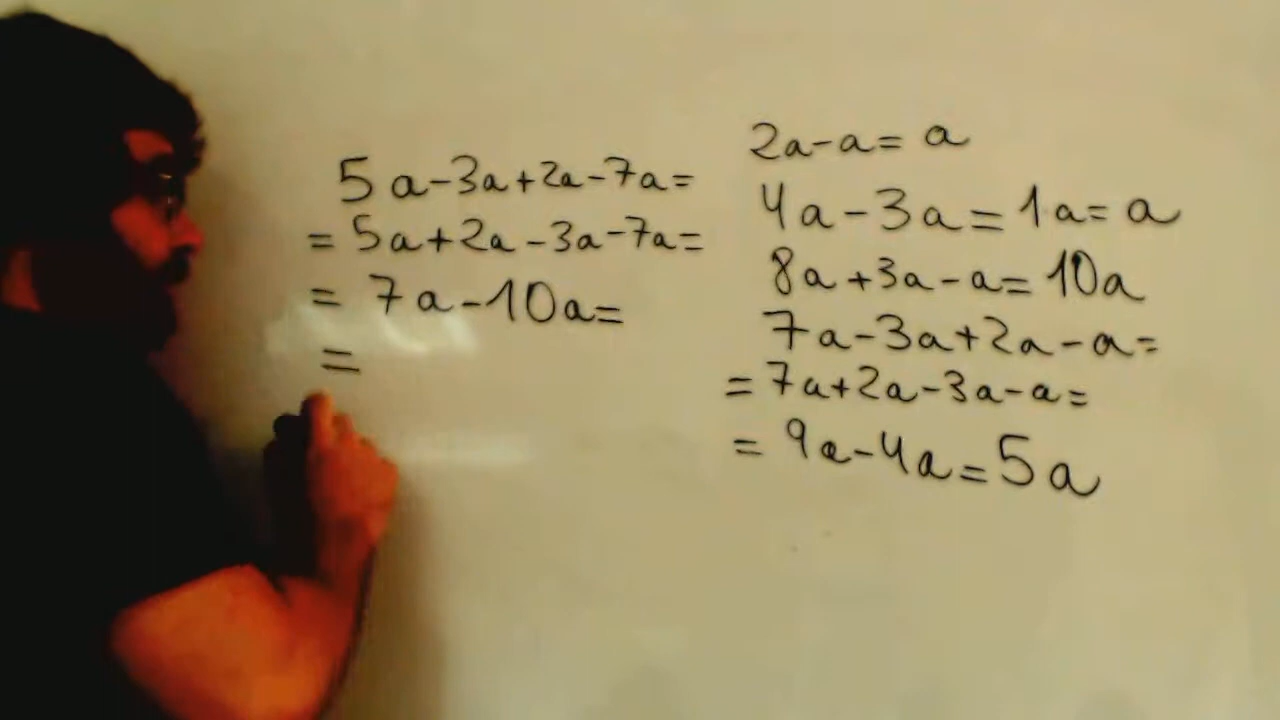 5a-3a+2a-7a=
= 5a+2a-3a-7a=
= 7a-10a=
=
2a-a= a
4a-3a=1a=a
8a+3a-a=10a
7a-3a+2a-a=
= 7a+2a-3a-a=
= 9a-4a=5a